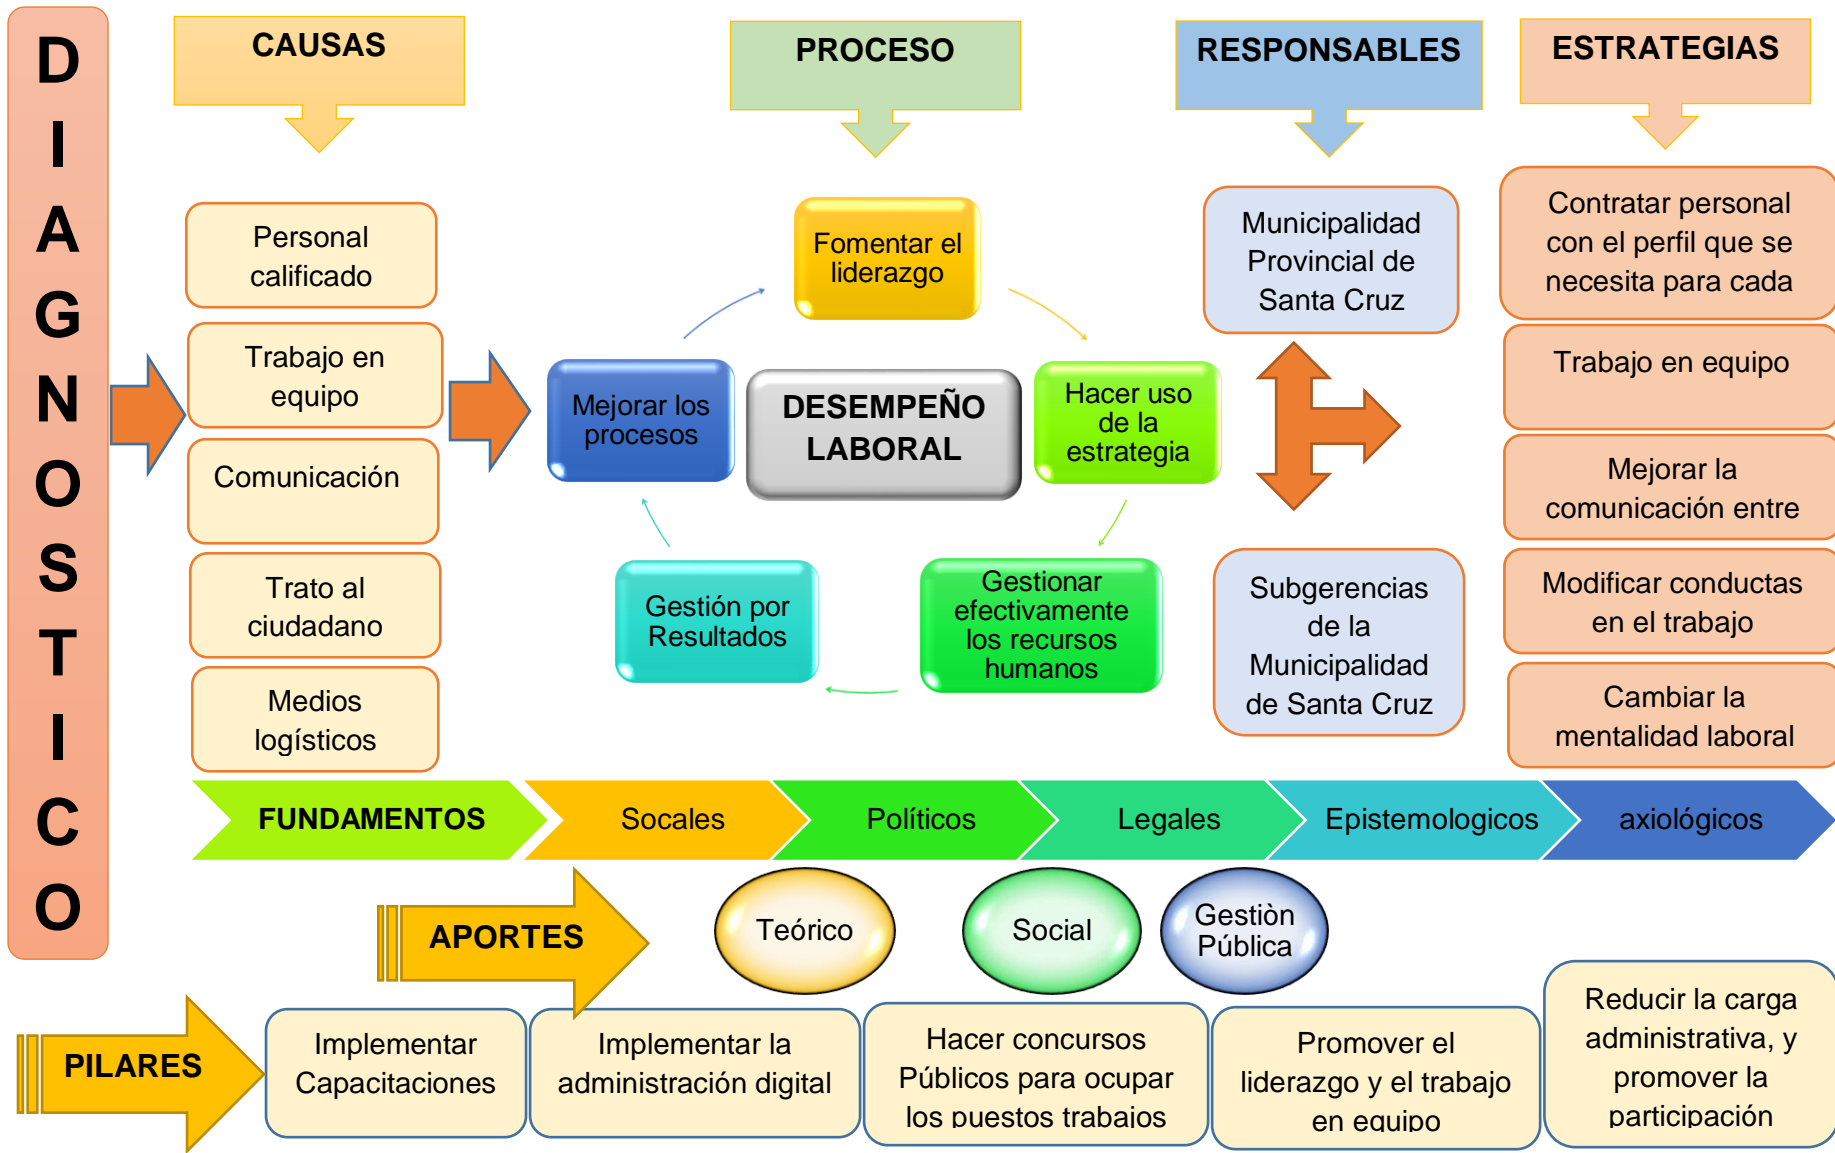 DIAGNOSTICO
CAUSAS
Personal
calificado
Trabajo en
equipo
Comunicación
Trato al
ciudadano
Medios
logísticos
PROCESO
Fomentar el
liderazgo
Hacer uso
de la
estrategia
Gestionar
efectivamente
los recursos
humanos
Gestión por
Resultados
Mejorar los
procesos
DESEMPEÑO
LABORAL
RESPONSABLES
Municipalidad
Provincial de
Santa Cruz
Subgerencias
de la
Municipalidad
de Santa Cruz
ESTRATEGIAS
Contratar personal
con el perfil que se
necesita para cada
Trabajo en equipo
Mejorar la
comunicación entre
Modificar conductas
en el trabajo
Cambiar la
mentalidad laboral
FUNDAMENTOS
Socales
Políticos
Legales
Epistemologicos
axiológicos
APORTES
Teórico
Social
Gestiòn
Pública
PILARES
Implementar
Capacitaciones
Implementar la
administración digital
Hacer concursos
Públicos para ocupar
los puestos trabajos
Promover el
liderazgo y el trabajo
en equipo
Reducir la carga
administrativa, y
promover la
participación